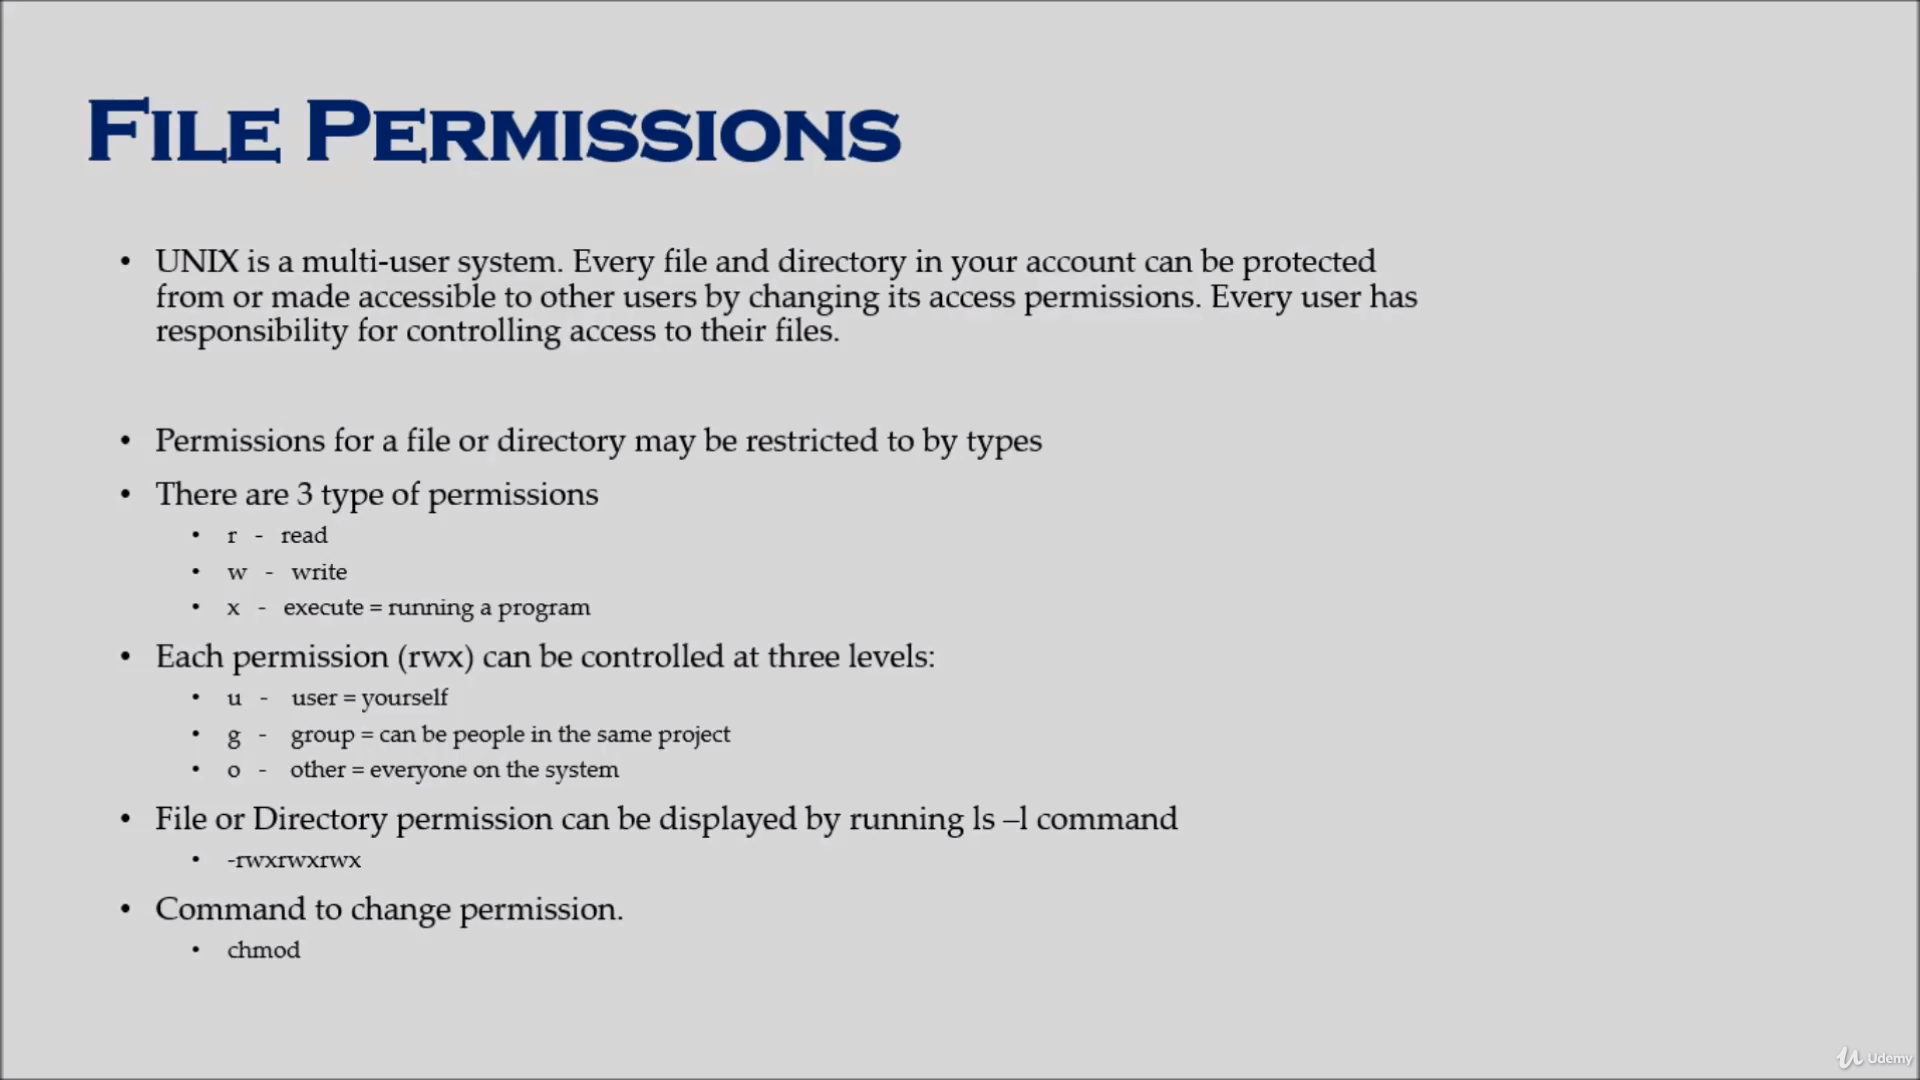 FILE PERMISSIONS
• UNIX is a multi-user system. Every file and directory in your account can be protected
from or made accessible to other users by changing its access permissions. Every user has
responsibility for controlling access to their files.
• Permissions for a file or directory may be restricted to by types
• There are 3 type of permissions
• r - read
• w - write
• x - execute = running a program
• Each permission (rwx) can be controlled at three levels:
• u - user = yourself
• g - group = can be people in the same project
• o - other = everyone on the system
• File or Directory permission can be displayed by running ls –l command
• -rwxrwxrwx
• Command to change permission.
• chmod
Udemy